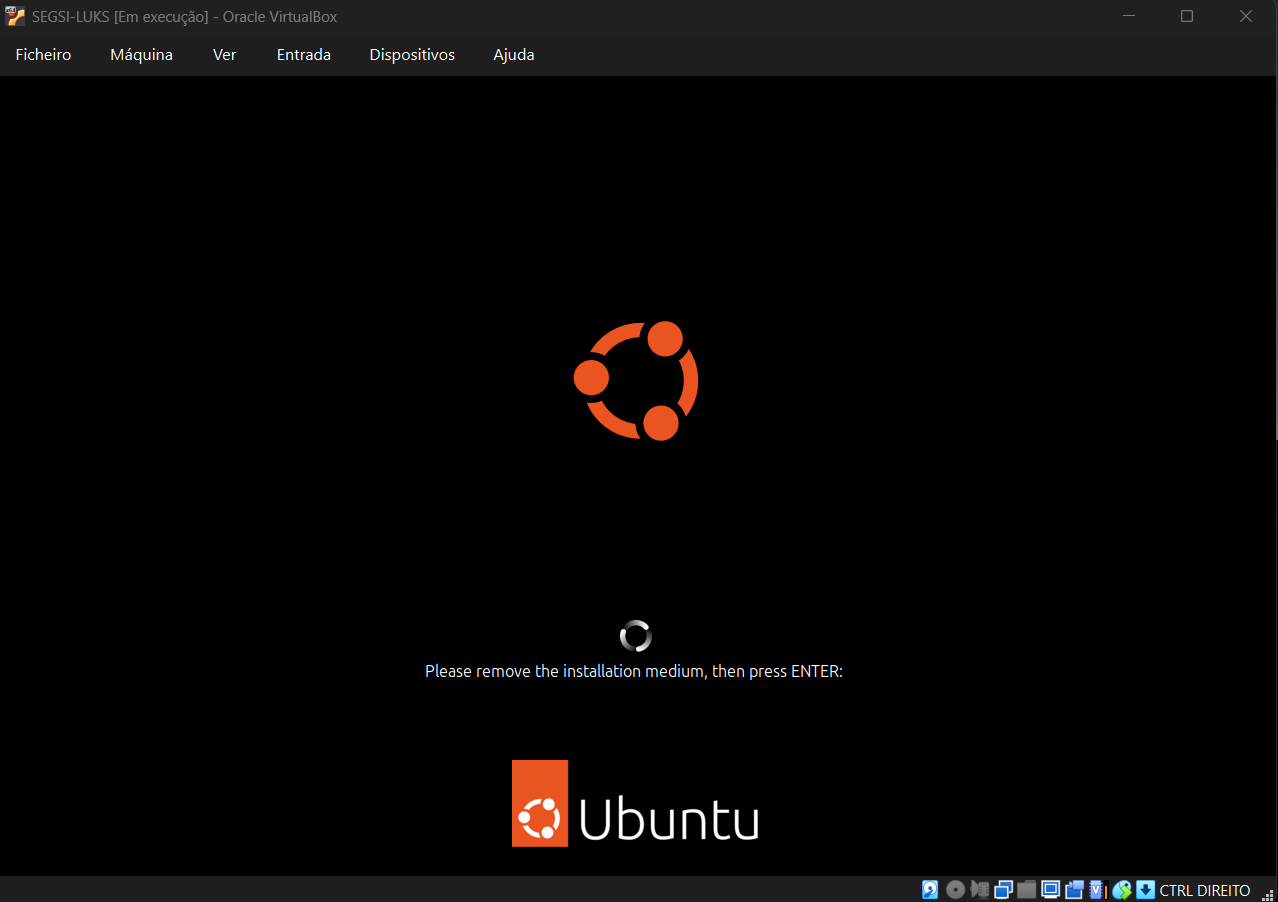 SEGSI-LUKS [Em execução] - Oracle VirtualBox
Ficheiro Máquina Ver Entrada Dispositivos Ajuda
Please remove the installation medium, then press ENTER:
Ubuntu
CTRL DIREITO